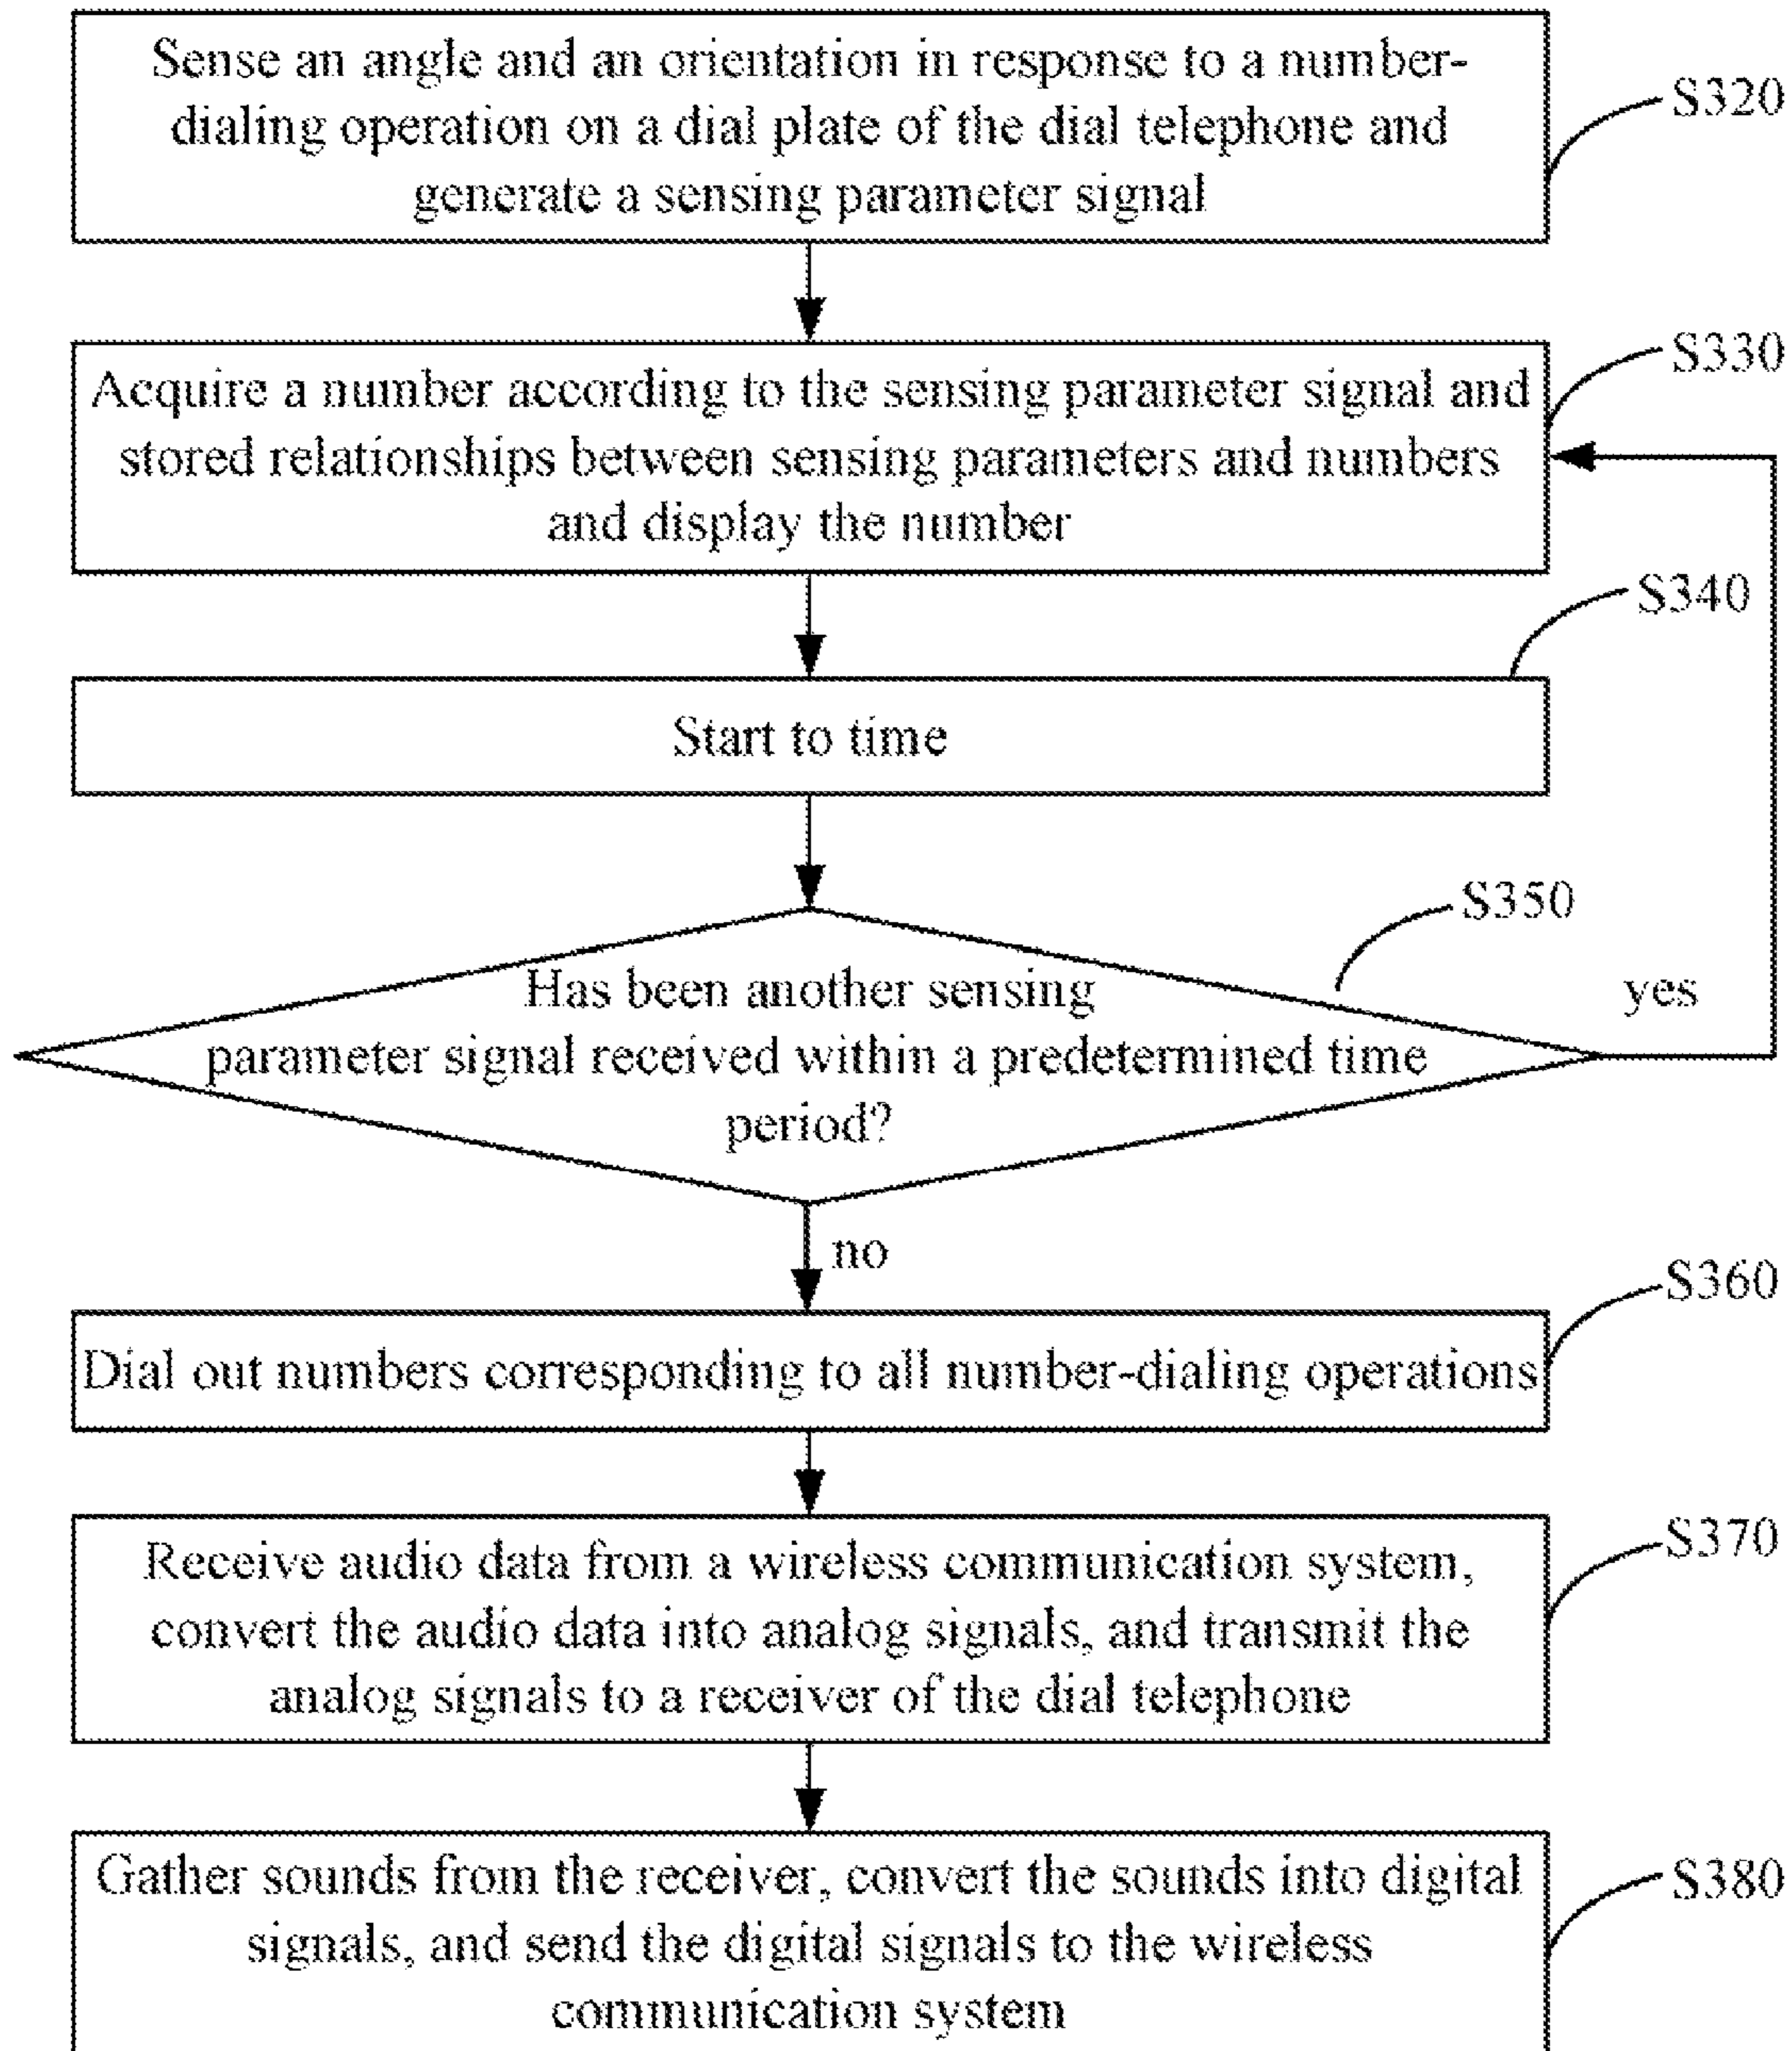 Sense an angle and an orientation in response to a number-
dialing operation on a dial plate of the dial telephone and
generate a sensing parameter signal
S320
Acquire a number according to the sensing parameter signal and
stored relationships between sensing parameters and numbers
and display the number
S330
Start to time
S340
Has been another sensing
parameter signal received within a predetermined time
period?
S350
yes
no
Dial out numbers corresponding to all number-dialing operations
S360
Receive audio data from a wireless communication system,
convert the audio data into analog signals, and transmit the
analog signals to a receiver of the dial telephone
S370
Gather sounds from the receiver, convert the sounds into digital
signals, and send the digital signals to the wireless
communication system
S380